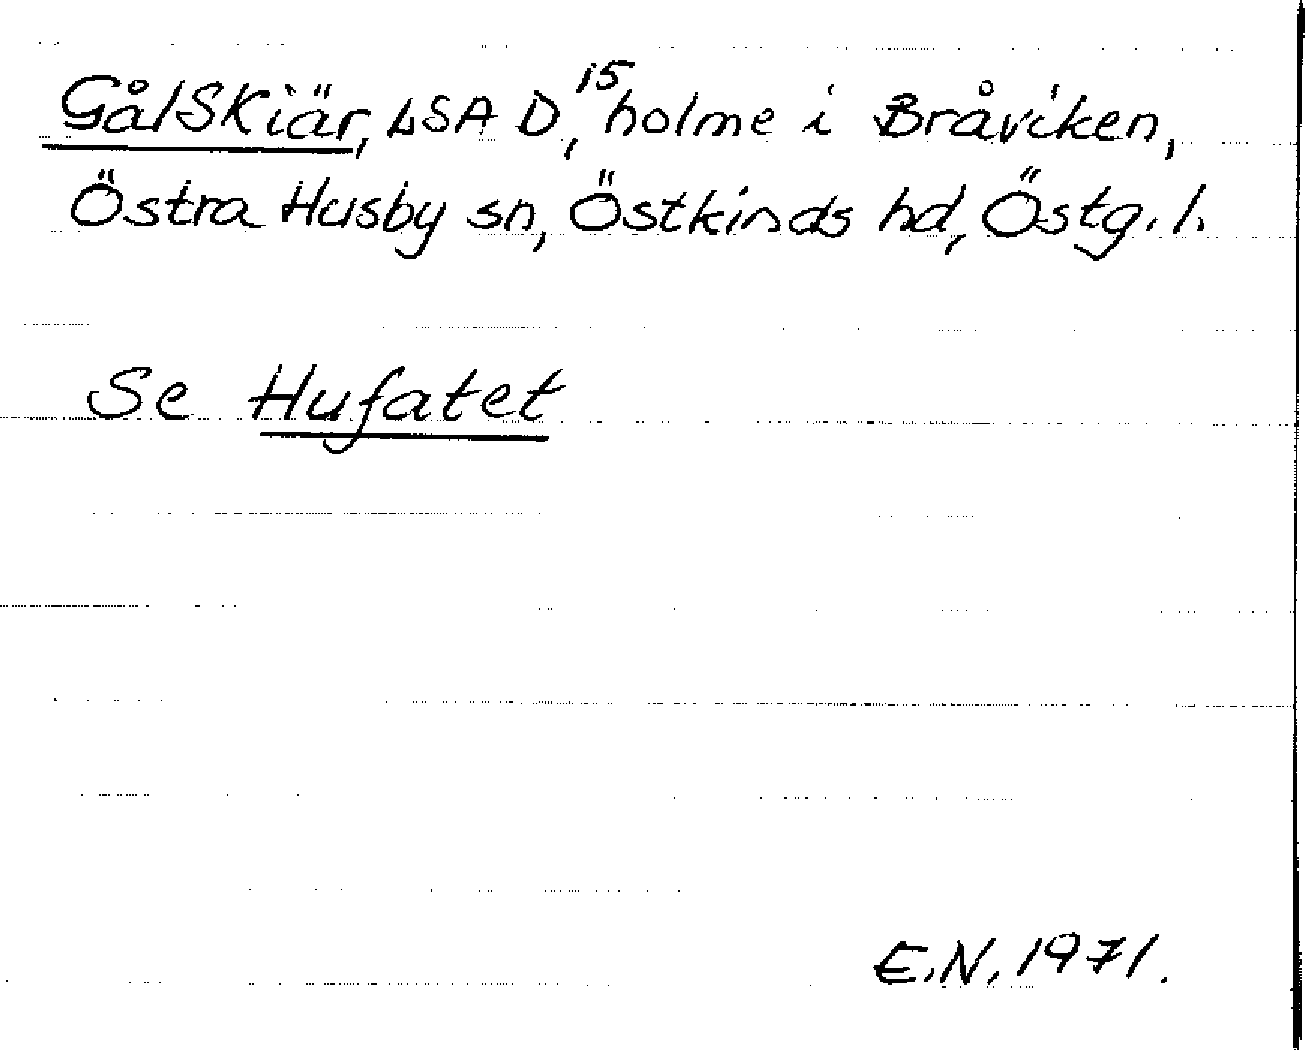 Gålskiär, LSA D, 15 holme i Bråviken,
Östra Husby sn, Östkinds hd, Östg. l.
Se Hufatet
E.N. 1971.